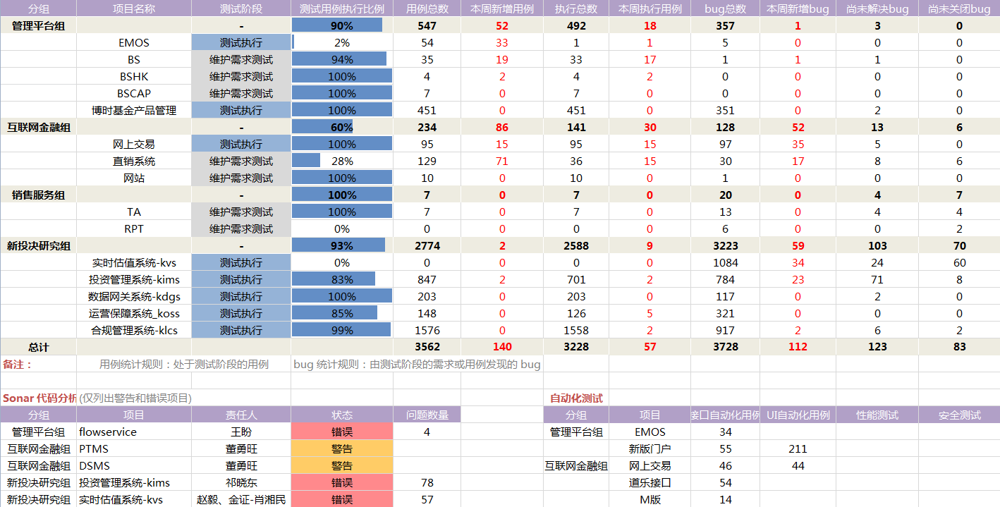 分组 项目名称 测试阶段 测试用例执行比例 用例总数 本周新增用例 执行总数 本周执行用例 bug总数 本周新增bug 尚未解决bug 尚未关闭bug
管理平台组 - 90% 547 52 492 18 357 1 3 0
EMOS 测试执行 2% 54 33 1 1 5 0 0 0
BS 维护需求测试 94% 35 19 33 17 1 1 1 0
BSHK 维护需求测试 100% 4 2 4 2 0 0 0 0
BSCAP 维护需求测试 100% 7 0 7 0 0 0 0 0
博时基金产品管理 测试执行 100% 451 0 451 0 351 0 2 0
互联网金融组 - 60% 234 86 141 30 128 52 13 6
网上交易 测试执行 100% 95 15 95 15 97 35 5 0
直销系统 维护需求测试 28% 129 71 36 15 30 17 8 6
网站 维护需求测试 100% 10 0 10 0 1 0 0 0
销售服务组 - 100% 7 0 7 0 20 0 4 7
TA 维护需求测试 100% 7 0 7 0 13 0 4 4
RPT 维护需求测试 0% 0 0 0 0 6 0 0 2
新投决研究组 - 93% 2774 2 2588 9 3223 59 103 70
实时估值系统-kvs 测试执行 0% 0 0 0 0 1084 34 24 60
投资管理系统-kims 测试执行 83% 847 2 701 2 784 23 71 8
数据网关系统-kdgs 测试执行 100% 203 0 203 0 117 0 2 0
运营保障系统_koss 测试执行 85% 148 0 126 5 321 0 0 0
合规管理系统-klcs 测试执行 99% 1576 0 1558 2 917 2 6 2
总计 3562 140 3228 57 3728 112 123 83
备注： 用例统计规则：处于测试阶段的用例 bug 统计规则：由测试阶段的需求或用例发现的 bug
Sonar 代码分析 (仅列出警告和错误项目) 自动化测试
分组 项目 责任人 状态 问题数量 分组 项目 接口自动化用例 UI自动化用例 性能测试 安全测试
管理平台组 flowservice 王盼 错误 4 管理平台组 EMOS 34
互联网金融组 PTMS 董勇旺 警告 新版门户 55 211
互联网金融组 DSMS 董勇旺 警告 互联网金融组 网上交易 46 44
新投决研究组 投资管理系统-kims 祁晓东 错误 78 道乐接口 54
新投决研究组 实时估值系统-kvs 赵毅、金证-肖湘民 错误 57 M版 14